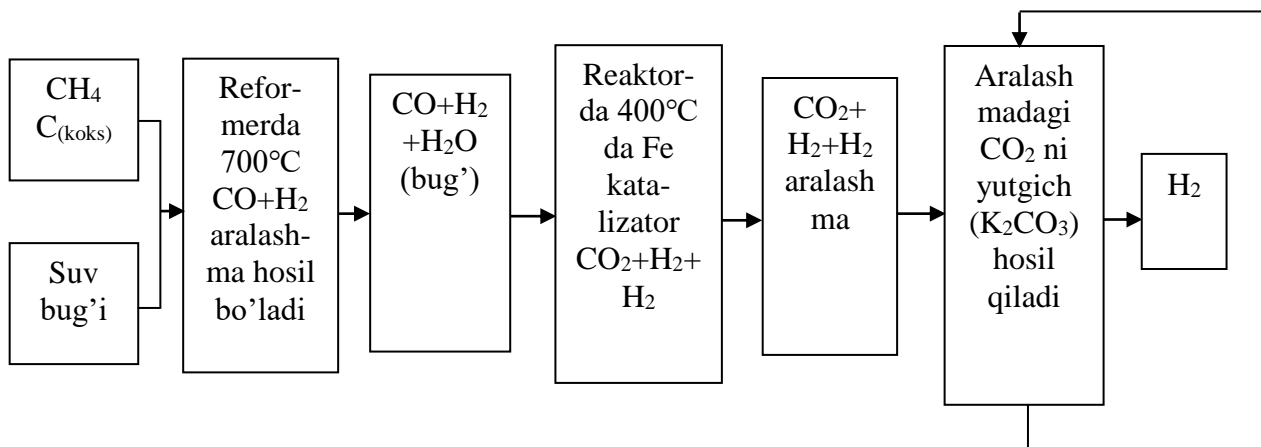 CH₄
C₍koks₎
Suv
bug’i
Refor-
merda
700°C
CO+H₂
aralash-
ma hosil
bo’ladi
CO+H₂
+H₂O
(bug’)
Reaktor-
da 400°C
da Fe
kata-
lizator
CO₂+H₂+
H₂
CO₂+
H₂+H₂
aralash
ma
Aralash
madagi
CO₂ ni
yutgich
(K₂CO₃)
hosil
qiladi
H₂